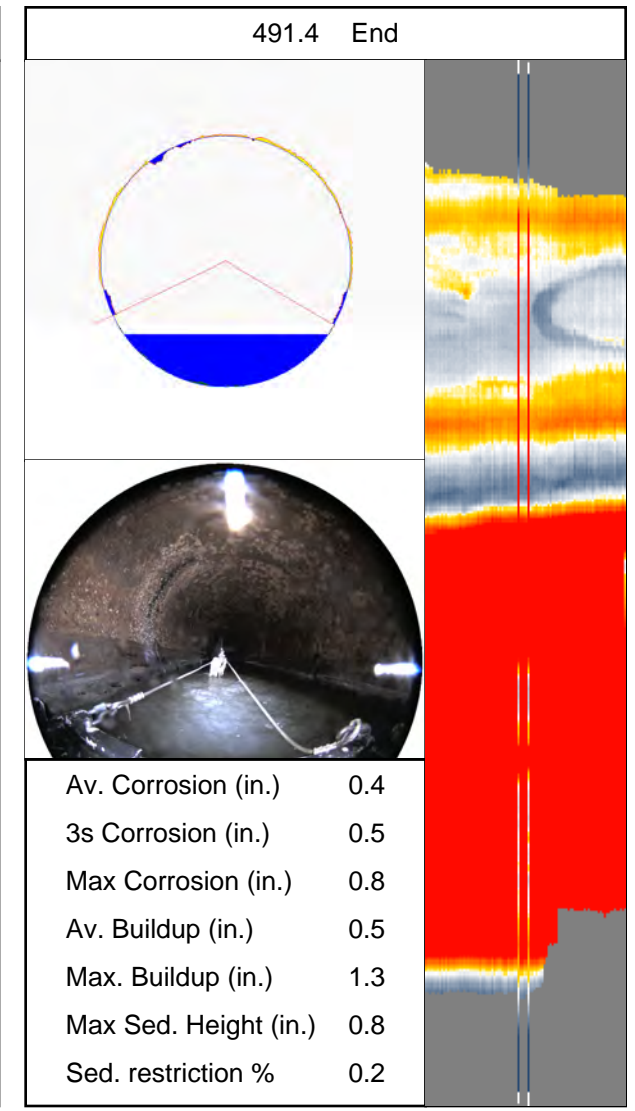 491.4 End
Av. Corrosion (in.) 0.4
3s Corrosion (in.) 0.5
Max Corrosion (in.) 0.8
Av. Buildup (in.) 0.5
Max. Buildup (in.) 1.3
Max Sed. Height (in.) 0.8
Sed. restriction % 0.2